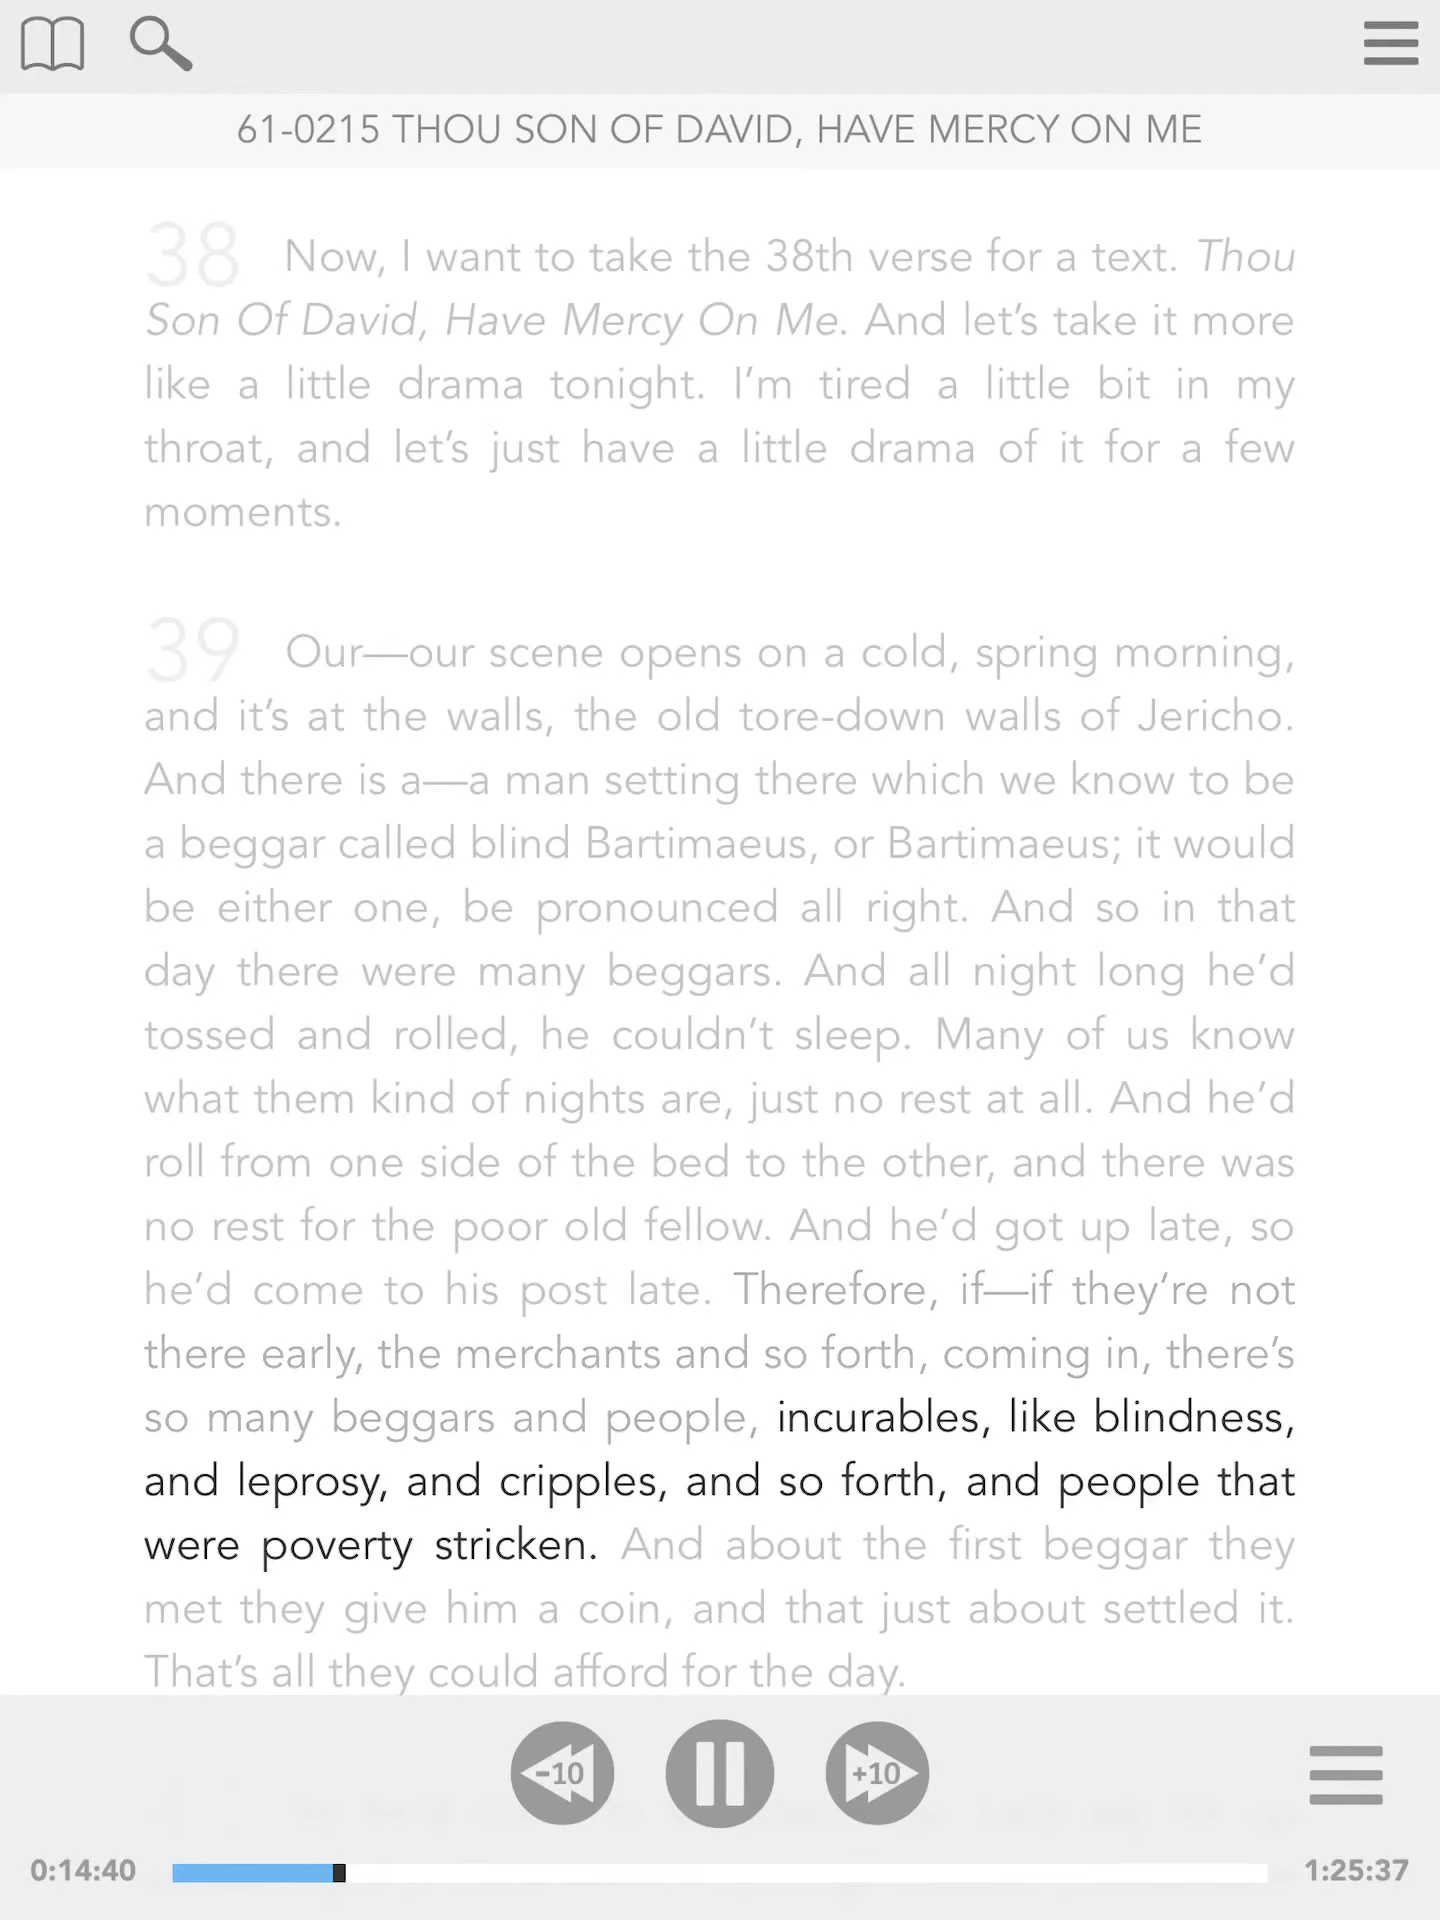 61-0215 THOU SON OF DAVID, HAVE MERCY ON ME
38 Now, I want to take the 38th verse for a text. Thou
Son Of David, Have Mercy On Me. And let’s take it more
like a little drama tonight. I’m tired a little bit in my
throat, and let’s just have a little drama of it for a few
moments.
39 Our—our scene opens on a cold, spring morning,
and it’s at the walls, the old tore-down walls of Jericho.
And there is a—a man setting there which we know to be
a beggar called blind Bartimaeus, or Bartimaeus; it would
be either one, be pronounced all right. And so in that
day there were many beggars. And all night long he’d
tossed and rolled, he couldn’t sleep. Many of us know
what them kind of nights are, just no rest at all. And he’d
roll from one side of the bed to the other, and there was
no rest for the poor old fellow. And he’d got up late, so
he’d come to his post late. Therefore, if—if they’re not
there early, the merchants and so forth, coming in, there’s
so many beggars and people, incurables, like blindness,
and leprosy, and cripples, and so forth, and people that
were poverty stricken. And about the first beggar they
met they give him a coin, and that just about settled it.
That’s all they could afford for the day.
-10 +10
0:14:40 1:25:37